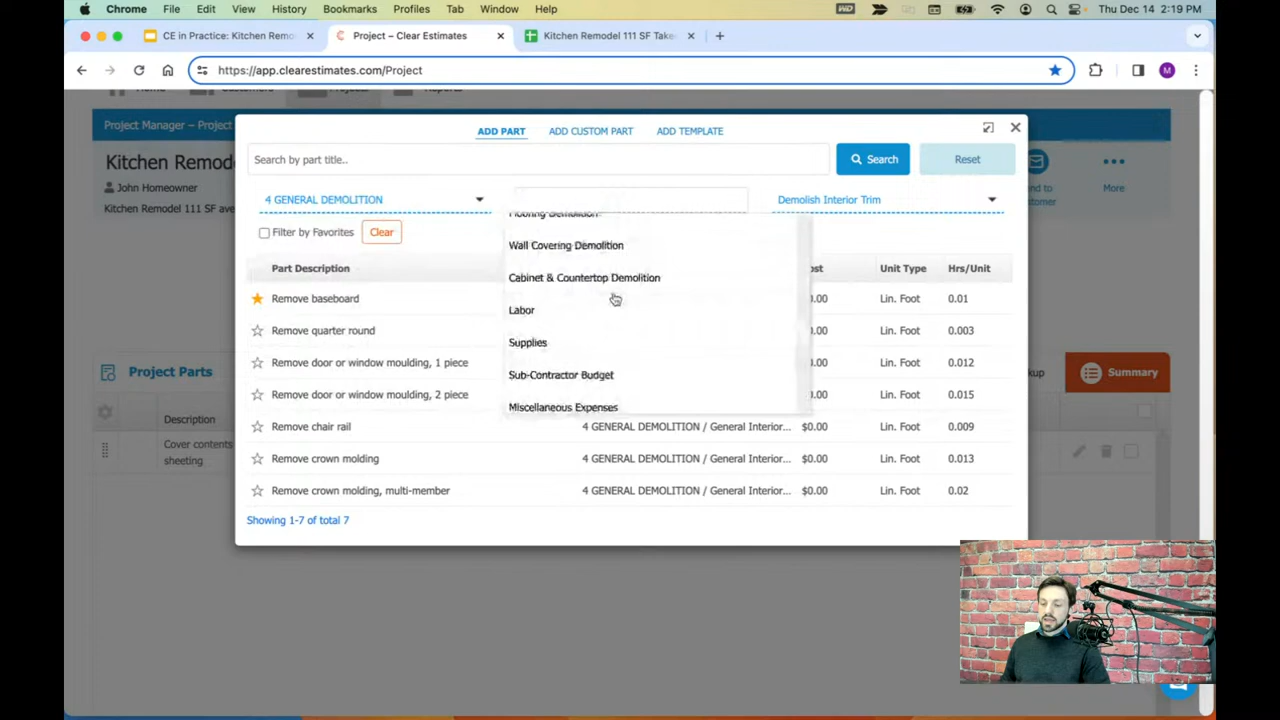 Chrome File Edit View History Bookmarks Profiles Tab Window Help Thu Dec 14 2:19 PM
CE in Practice: Kitchen Remo
Project – Clear Estimates
Kitchen Remodel 111 SF Take
https://app.clearestimates.com/Project
M
Project Manager – Project
ADD PART ADD CUSTOM PART ADD TEMPLATE
Kitchen Remod
Search by part title..
Search
Reset
John Homeowner
More
Kitchen Remodel 111 SF ave
4 GENERAL DEMOLITION
Demolish Interior Trim
Flooring Demolition
Filter by Favorites
Clear
Wall Covering Demolition
Part Description
Cabinet & Countertop Demolition
ost
Unit Type
Hrs/Unit
Remove baseboard
.00 Lin. Foot 0.01
Labor
Remove quarter round
.00 Lin. Foot 0.003
Supplies
Remove door or window moulding, 1 piece
.00 Lin. Foot 0.012
Sub-Contractor Budget
Project Parts
kup
Summary
Remove door or window moulding, 2 piece
.00 Lin. Foot 0.015
Miscellaneous Expenses
Description
Remove chair rail 4 GENERAL DEMOLITION / General Interior... $0.00 Lin. Foot 0.009
Cover contents
sheeting
Remove crown molding 4 GENERAL DEMOLITION / General Interior... $0.00 Lin. Foot 0.013
Remove crown molding, multi-member 4 GENERAL DEMOLITION / General Interior... $0.00 Lin. Foot 0.02
Showing 1-7 of total 7